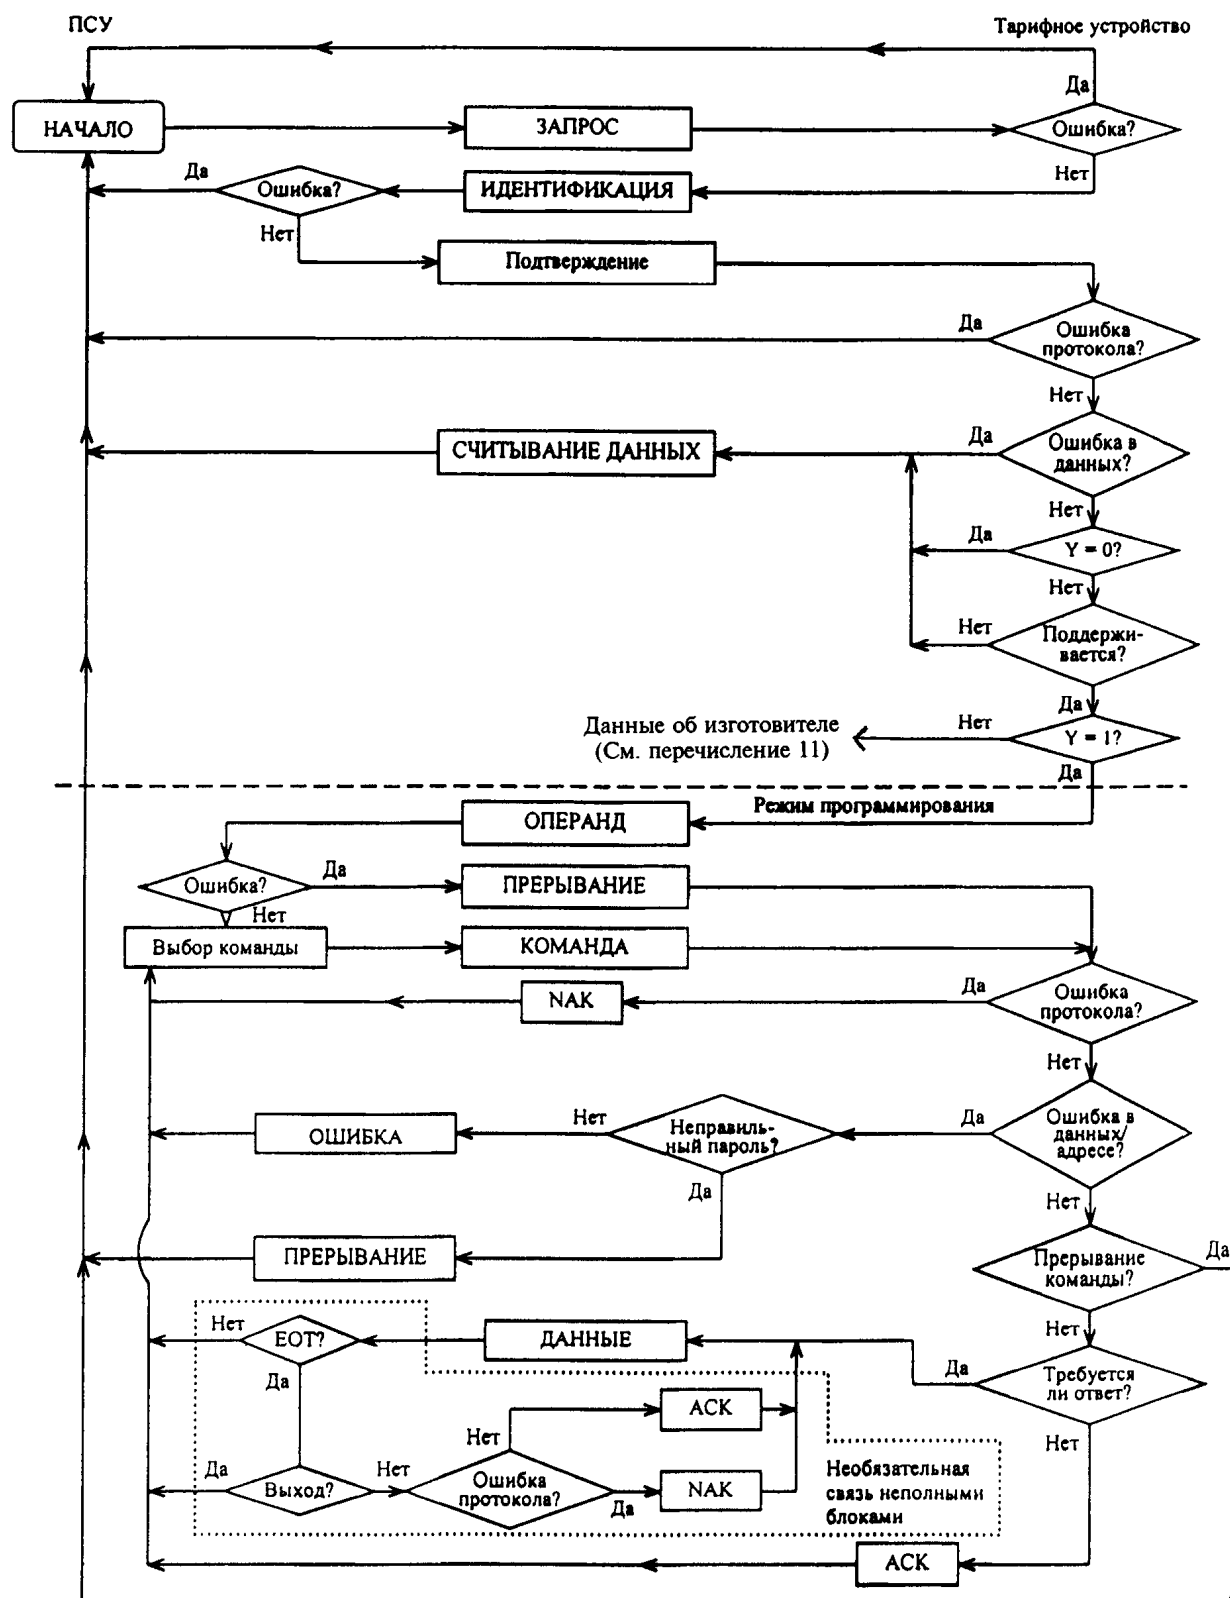 ПСУ
Тарифное устройство
Да
НАЧАЛО
ЗАПРОС
Ошибка?
Да
Нет
Ошибка?
ИДЕНТИФИКАЦИЯ
Нет
Подтверждение
Да
Ошибка
протокола?
Нет
СЧИТЫВАНИЕ ДАННЫХ
Да
Ошибка в
данных?
Нет
Да
Y = 0?
Нет
Нет
Поддержи-
вается?
Да
Данные об изготовителе
(См. перечисление 11)
Нет
Y = 1?
Да
Режим программирования
ОПЕРАНД
Ошибка?
Да
ПРЕРЫВАНИЕ
Нет
Выбор команды
КОМАНДА
NAK
Да
Ошибка
протокола?
Нет
ОШИБКА
Нет
Неправиль-
ный пароль?
Да
Ошибка в
данных/
адресе?
Да
Нет
ПРЕРЫВАНИЕ
Прерывание
команды?
Да
Нет
Нет
EOT?
ДАННЫЕ
Да
Да
Требуется
ли ответ?
ACK
Нет
Нет
Да
Выход?
Нет
Ошибка
протокола?
Да
NAK
Необязательная
связь неполными
блоками
ACK